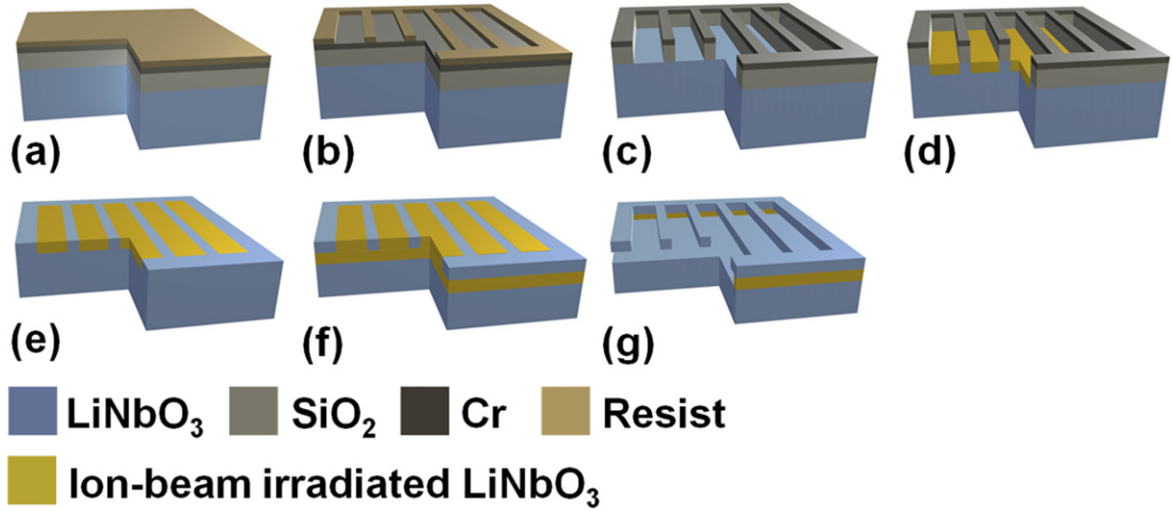 (a) (b) (c) (d)
(e) (f) (g)
LiNbO₃ SiO₂ Cr Resist
Ion-beam irradiated LiNbO₃